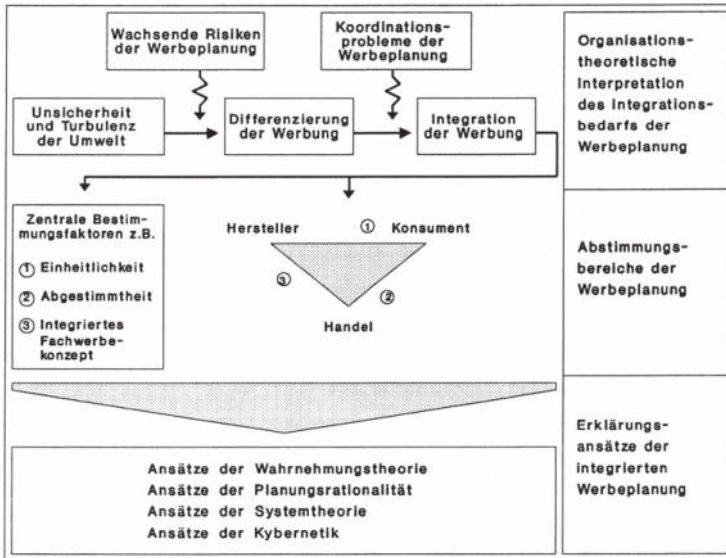 Wachsende Risiken
der Werbeplanung
Koordinations-
probleme der
Werbeplanung
Unsicherheit
und Turbulenz
der Umwelt
Differenzierung
der Werbung
Integration
der Werbung
Organisations-
theoretische
Interpretation
des Integrations-
bedarfs der
Werbeplanung
Zentrale Bestim-
mungsfaktoren z.B.
1 Einheitlichkeit
2 Abgestimmtheit
3 Integriertes
Fachwerbe-
konzept
Hersteller
1
Konsument
3
2
Handel
Abstimmungs-
bereiche der
Werbeplanung
Ansätze der Wahrnehmungstheorie
Ansätze der Planungsrationalität
Ansätze der Systemtheorie
Ansätze der Kybernetik
Erklärungs-
ansätze der
integrierten
Werbeplanung